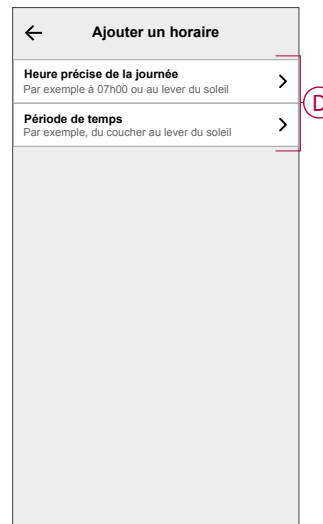 Ajouter un horaire
Heure précise de la journée
Par exemple à 07h00 ou au lever du soleil
D
Période de temps
Par exemple, du coucher au lever du soleil